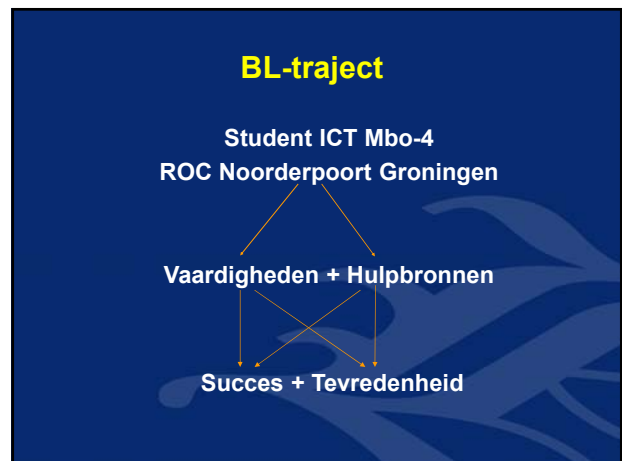 BL-traject
Student ICT Mbo-4
ROC Noorderpoort Groningen
Vaardigheden + Hulpbronnen
Succes + Tevredenheid